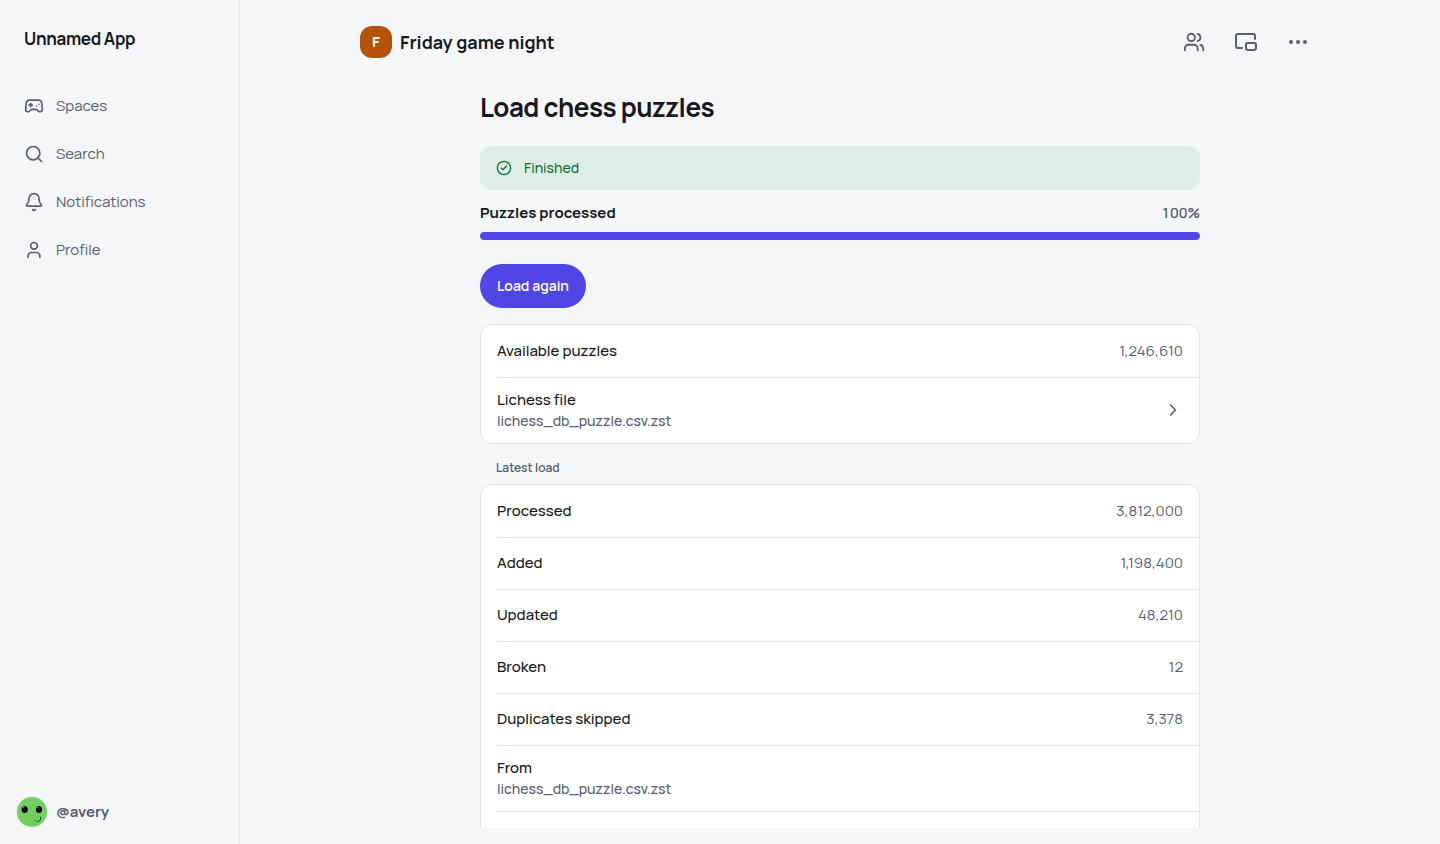 Unnamed App
Spaces
Search
Notifications
Profile
@avery
F Friday game night
Load chess puzzles
Finished
Puzzles processed 100%
Load again
Available puzzles 1,246,610
Lichess file
lichess_db_puzzle.csv.zst
Latest load
Processed 3,812,000
Added 1,198,400
Updated 48,210
Broken 12
Duplicates skipped 3,378
From
lichess_db_puzzle.csv.zst